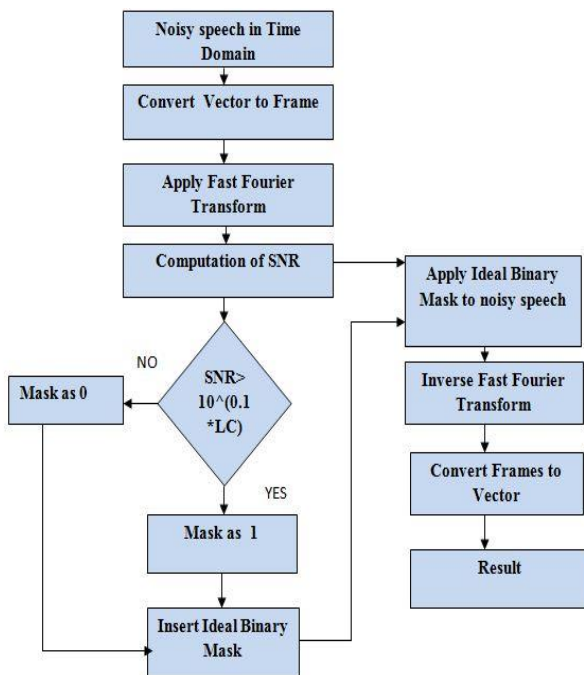 Noisy speech in Time
Domain
Convert Vector to Frame
Apply Fast Fourier
Transform
Computation of SNR
SNR>
10^(0.1
*LC)
NO
Mask as 0
YES
Mask as 1
Insert Ideal Binary
Mask
Apply Ideal Binary
Mask to noisy speech
Inverse Fast Fourier
Transform
Convert Frames to
Vector
Result